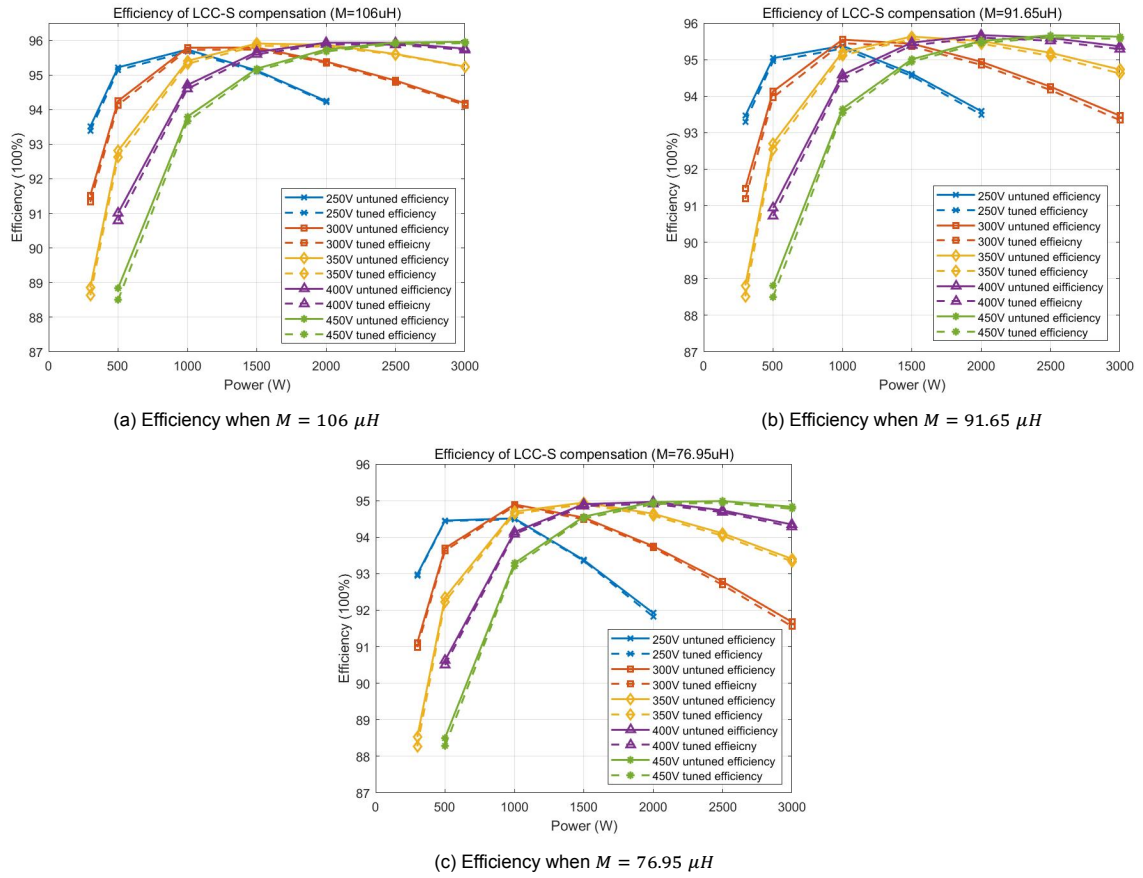 Efficiency of LCC-S compensation (M=106uH)
96
95
94
93
92
91
90
89
88
87
Efficiency (100%)
250V untuned efficiency
250V tuned efficiency
300V untuned efficiency
300V tuned effieicny
350V untuned efficiency
350V tuned efficiency
400V untuned eifficiency
400V tuned effieicny
450V untuned efficiency
450V tuned efficiency
0 500 1000 1500 2000 2500 3000
Power (W)
(a) Efficiency when M = 106 μH
Efficiency of LCC-S compensation (M=91.65uH)
96
95
94
93
92
91
90
89
88
87
Efficiency (100%)
250V untuned efficiency
250V tuned efficiency
300V untuned efficiency
300V tuned effieicny
350V untuned efficiency
350V tuned efficiency
400V untuned eifficiency
400V tuned effieicny
450V untuned efficiency
450V tuned efficiency
0 500 1000 1500 2000 2500 3000
Power (W)
(b) Efficiency when M = 91.65 μH
Efficiency of LCC-S compensation (M=76.95uH)
96
95
94
93
92
91
90
89
88
87
Efficiency (100%)
250V untuned efficiency
250V tuned efficiency
300V untuned efficiency
300V tuned effieicny
350V untuned efficiency
350V tuned efficiency
400V untuned eifficiency
400V tuned effieicny
450V untuned efficiency
450V tuned efficiency
0 500 1000 1500 2000 2500 3000
Power (W)
(c) Efficiency when M = 76.95 μH